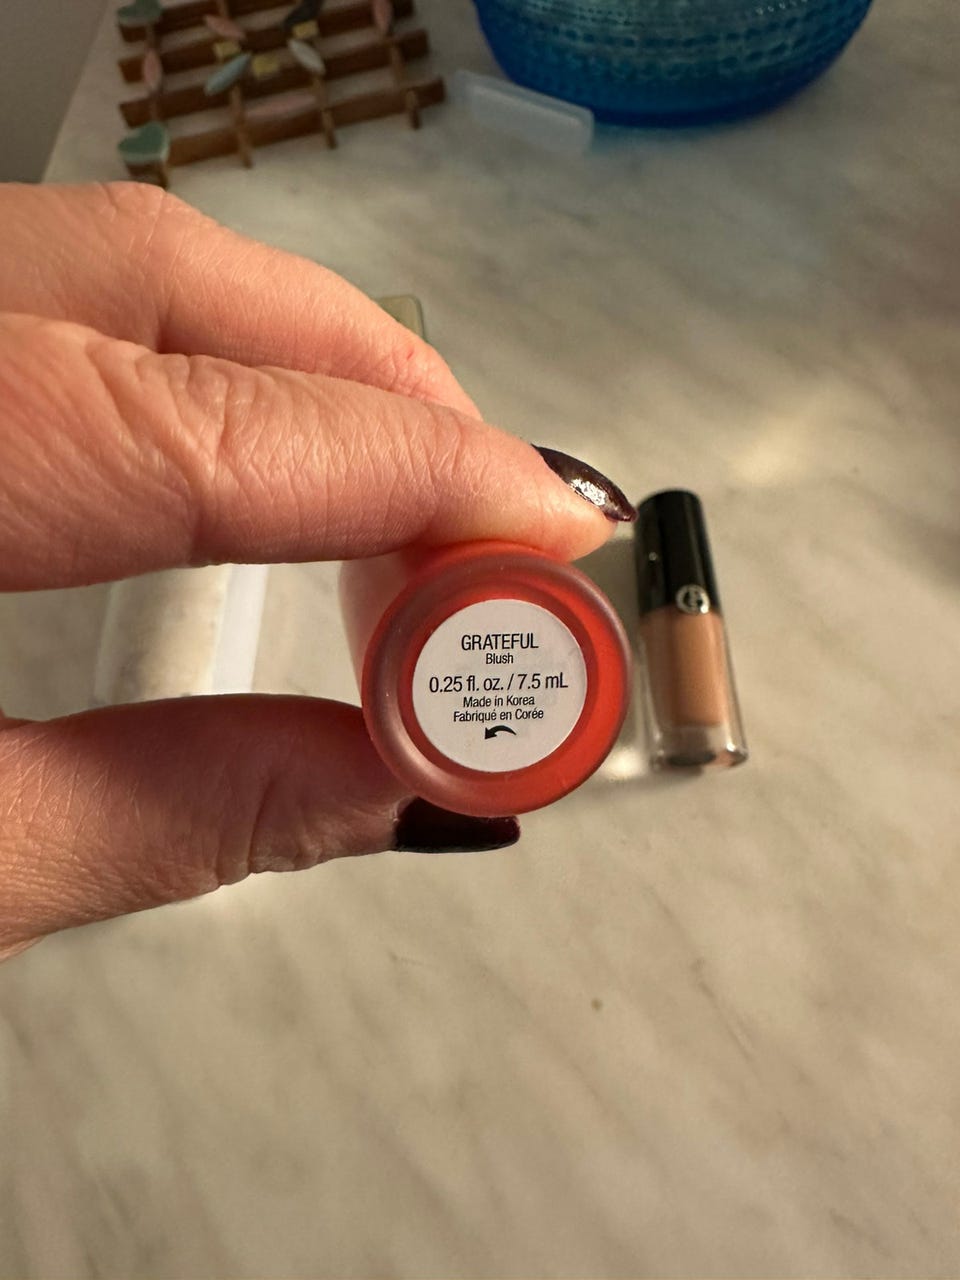 GRATEFUL
Blush
0.25 fl. oz. / 7.5 mL
Made in Korea
Fabriqué en Corée